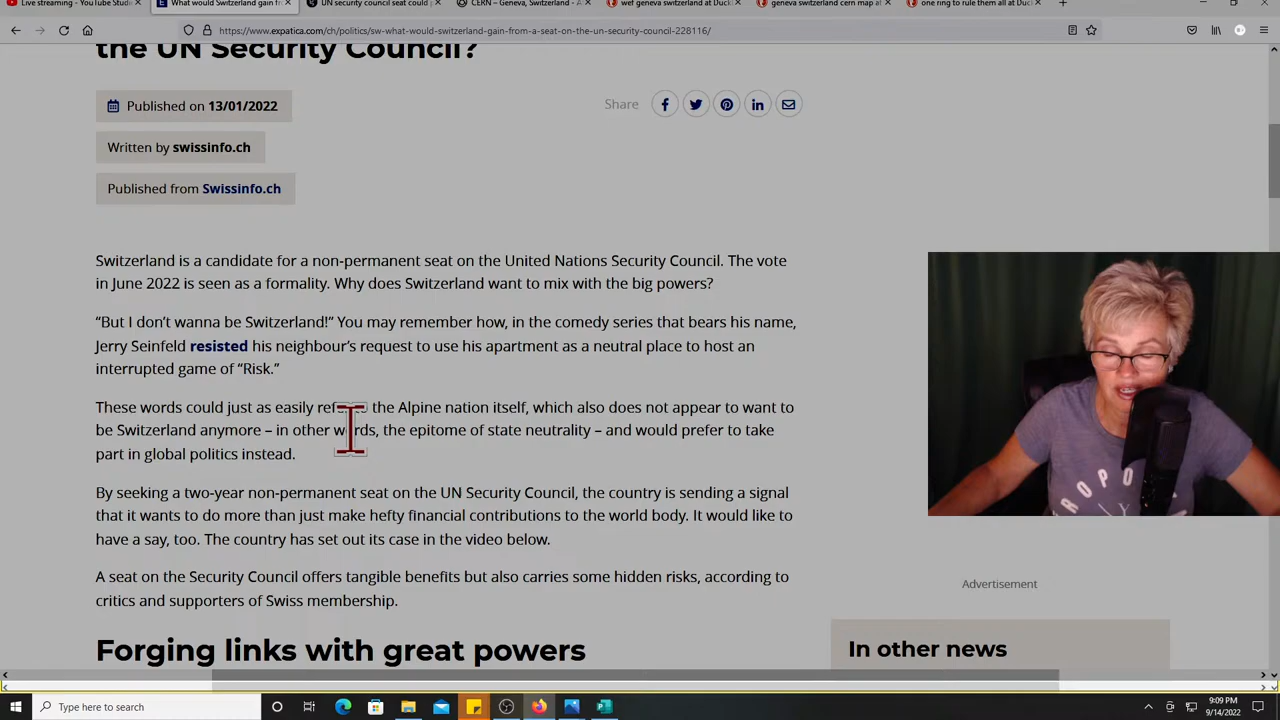 Live streaming - YouTube Studi
What would Switzerland gain from
UN security council seat could
CERN – Geneva, Switzerland - A
wef geneva switzerland at Duck
geneva switzerland cern map at
one ring to rule them all at Duc
https://www.expatica.com/ch/politics/sw-what-would-switzerland-gain-from-a-seat-on-the-un-security-council-228116/
the UN Security Council?
Published on 13/01/2022
Share
Written by swissinfo.ch
Published from Swissinfo.ch
Switzerland is a candidate for a non-permanent seat on the United Nations Security Council. The vote
in June 2022 is seen as a formality. Why does Switzerland want to mix with the big powers?
“But I don’t wanna be Switzerland!” You may remember how, in the comedy series that bears his name,
Jerry Seinfeld resisted his neighbour’s request to use his apartment as a neutral place to host an
interrupted game of “Risk.”
These words could just as easily the Alpine nation itself, which also does not appear to want to
be Switzerland anymore – in other words, the epitome of state neutrality – and would prefer to take
part in global politics instead.
By seeking a two-year non-permanent seat on the UN Security Council, the country is sending a signal
that it wants to do more than just make hefty financial contributions to the world body. It would like to
have a say, too. The country has set out its case in the video below.
A seat on the Security Council offers tangible benefits but also carries some hidden risks, according to
critics and supporters of Swiss membership.
Forging links with great powers
Advertisement
In other news
Type here to search
9:09 PM
9/14/2022